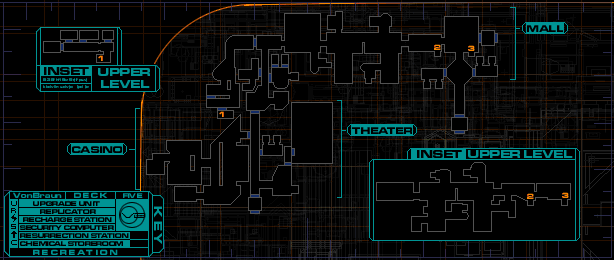 MALL
2
3
1
INSET UPPER
LEVEL
1
THEATER
CASINO
INSET UPPER LEVEL
2
3
VonBraun DECK FIVE
UPGRADE UNIT
REPLICATOR
RECHARGE STATION
SECURITY COMPUTER
RESURRECTION STATION
CHEMICAL STOREROOM
KEY
RECREATION